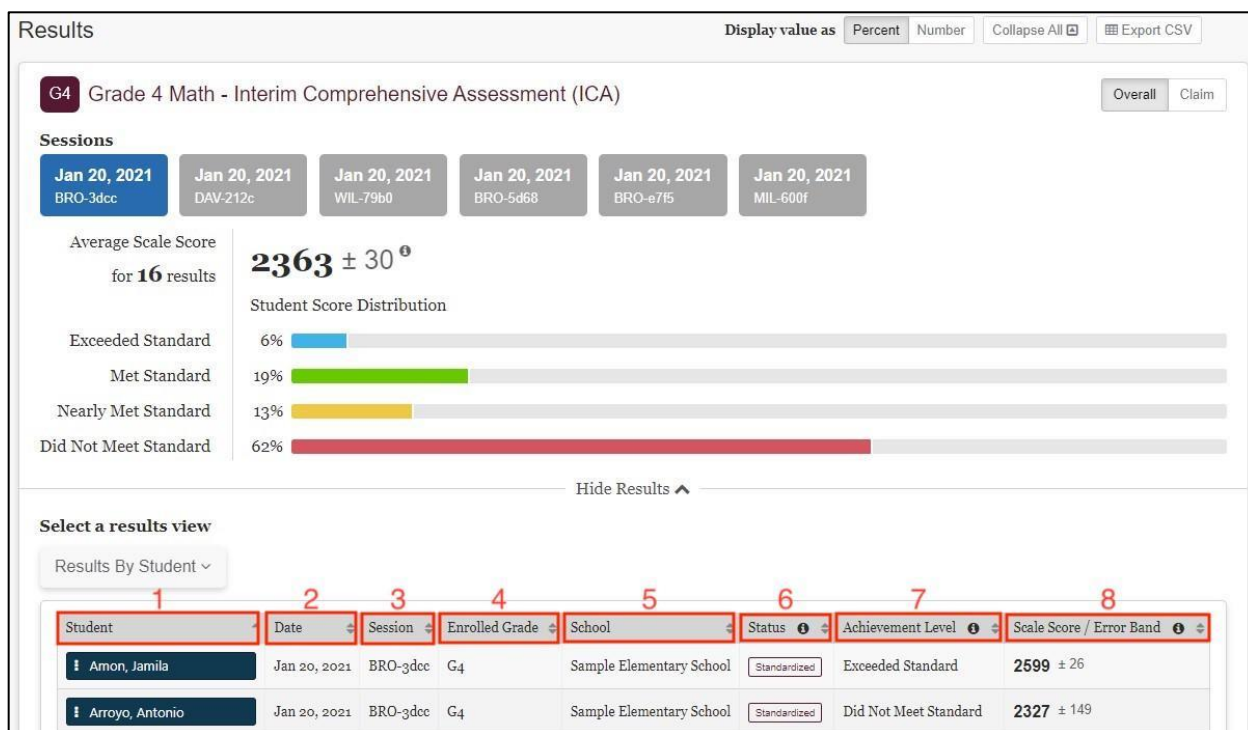 Results Display value as Percent Number Collapse All Export CSV
G4 Grade 4 Math - Interim Comprehensive Assessment (ICA) Overall Claim
Sessions
Jan 20, 2021 Jan 20, 2021 Jan 20, 2021 Jan 20, 2021 Jan 20, 2021 Jan 20, 2021
BRO-3dcc DAV-212c WIL-79b0 BRO-5d68 BRO-e7f5 MIL-600f
Average Scale Score
for 16 results
2363 ± 30
Student Score Distribution
Exceeded Standard 6%
Met Standard 19%
Nearly Met Standard 13%
Did Not Meet Standard 62%
Hide Results
Select a results view
Results By Student
1 2 3 4 5 6 7 8
Student Date Session Enrolled Grade School Status Achievement Level Scale Score / Error Band
Amon, Jamila Jan 20, 2021 BRO-3dcc G4 Sample Elementary School Standardized Exceeded Standard 2599 ± 26
Arroyo, Antonio Jan 20, 2021 BRO-3dcc G4 Sample Elementary School Standardized Did Not Meet Standard 2327 ± 149